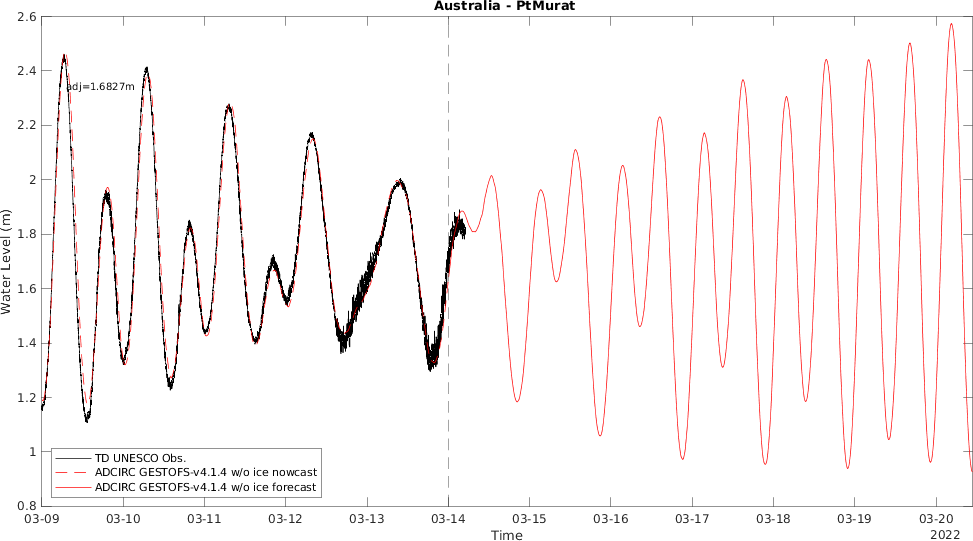 Australia - PtMurat
2.6
2.4
2.2
2
1.8
1.6
1.4
1.2
1
0.8
Water Level (m)
adj=1.6827m
TD UNESCO Obs.
ADCIRC GESTOFS-v4.1.4 w/o ice nowcast
ADCIRC GESTOFS-v4.1.4 w/o ice forecast
03-09 03-10 03-11 03-12 03-13 03-14 03-15 03-16 03-17 03-18 03-19 03-20
2022
Time